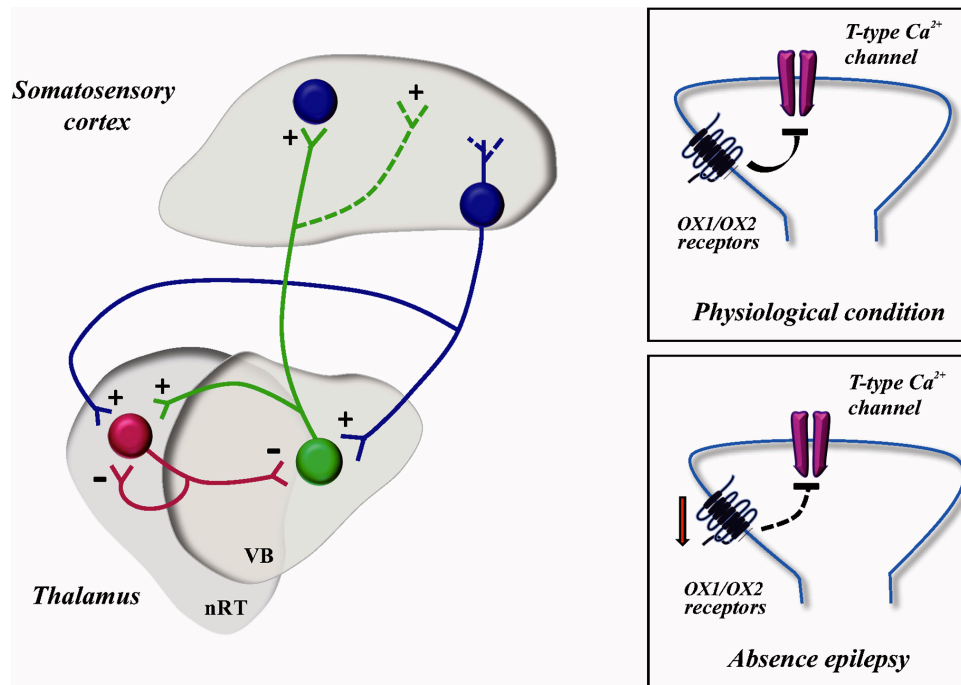 Somatosensory
cortex
+
+
+
+
+
-
-
VB
nRT
Thalamus
T-type Ca²⁺
channel
OX1/OX2
receptors
Physiological condition
T-type Ca²⁺
channel
OX1/OX2
receptors
Absence epilepsy